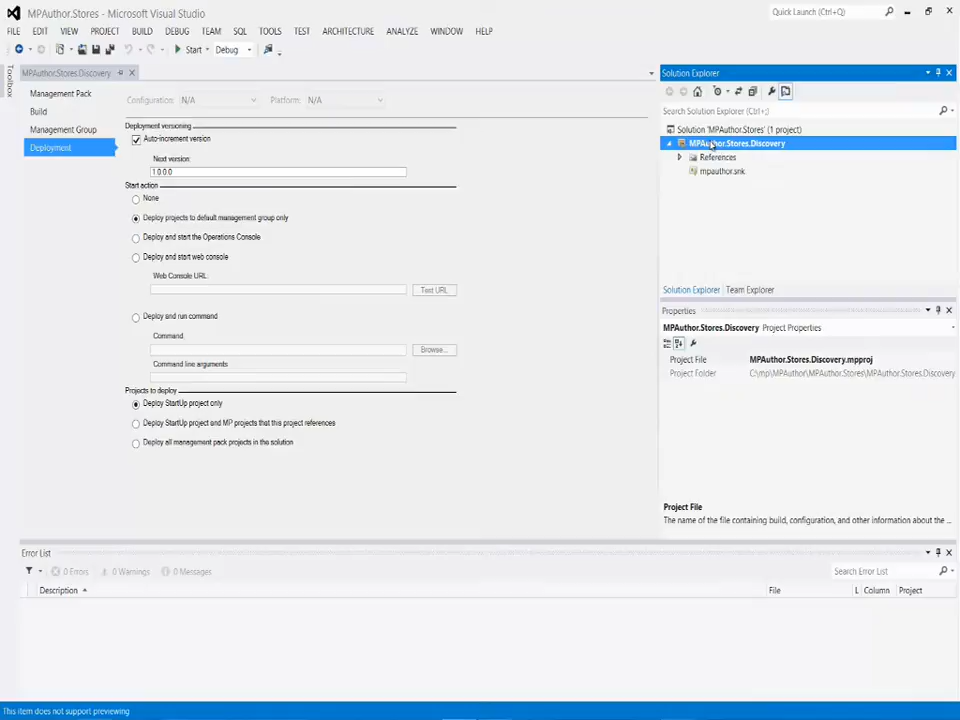 MPAuthor.Stores - Microsoft Visual Studio
Quick Launch (Ctrl+Q)
FILE EDIT VIEW PROJECT BUILD DEBUG TEAM SQL TOOLS TEST ARCHITECTURE ANALYZE WINDOW HELP
Start Debug
Toolbox
MPAuthor.Stores.Discovery
Management Pack
Build
Management Group
Deployment
Configuration: N/A Platform: N/A
Deployment versioning
Auto-increment version
Next version:
1.0.0.0
Start action
None
Deploy projects to default management group only
Deploy and start the Operations Console
Deploy and start web console
Web Console URL:
Test URL
Deploy and run command
Command:
Browse...
Command line arguments
Projects to deploy
Deploy StartUp project only
Deploy StartUp project and MP projects that this project references
Deploy all management pack projects in the solution
Solution Explorer
Search Solution Explorer (Ctrl+;)
Solution 'MPAuthor.Stores' (1 project)
MPAuthor.Stores.Discovery
References
mpauthor.snk
Solution Explorer Team Explorer
Properties
MPAuthor.Stores.Discovery Project Properties
Project File MPAuthor.Stores.Discovery.mpproj
Project Folder C:\mp\MPAuthor\MPAuthor.Stores\MPAuthor.Stores.Discovery
Project File
The name of the file containing build, configuration, and other information about the ...
Error List
0 Errors 0 Warnings 0 Messages
Search Error List
Description File L Column Project
This item does not support previewing